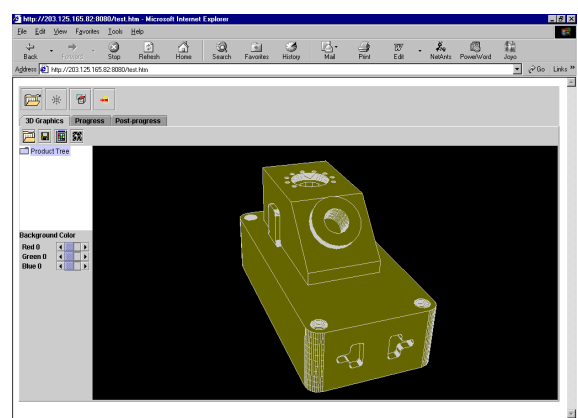 http://203.125.165.82:8080/test.htm - Microsoft Internet Explorer
File Edit View Favorites Tools Help
Back Forward Stop Refresh Home Search Favorites History Mail Print Edit NetAnts PowerWord Joyo
Address http://203.125.165.82:8080/test.htm Go Links »
3D Graphics Progress Post-progress
Product Tree
Background Color
Red 0
Green 0
Blue 0